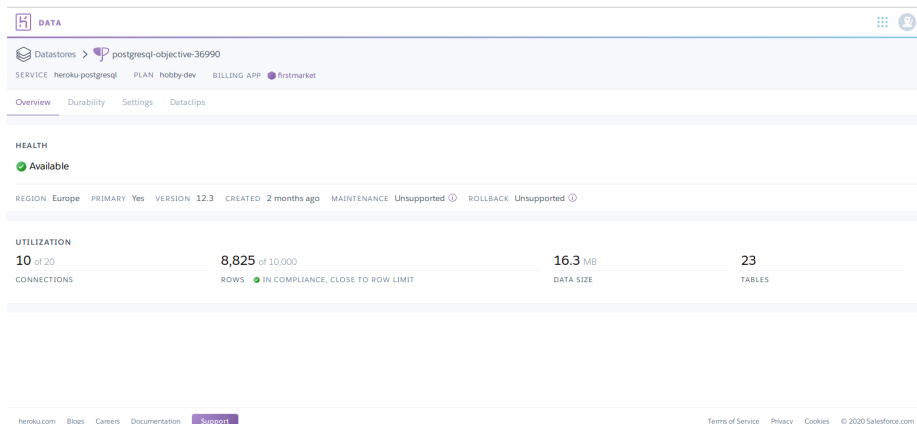 DATA
Datastores > postgresql-objective-36990
SERVICE heroku-postgresql PLAN hobby-dev BILLING APP firstmarket
Overview Durability Settings Dataclips
HEALTH
Available
REGION Europe PRIMARY Yes VERSION 12.3 CREATED 2 months ago MAINTENANCE Unsupported ROLLBACK Unsupported
UTILIZATION
10 of 20 8,825 of 10,000 16.3 MB 23
CONNECTIONS ROWS IN COMPLIANCE, CLOSE TO ROW LIMIT DATA SIZE TABLES
heroku.com Blogs Careers Documentation Support Terms of Service Privacy Cookies © 2020 Salesforce.com